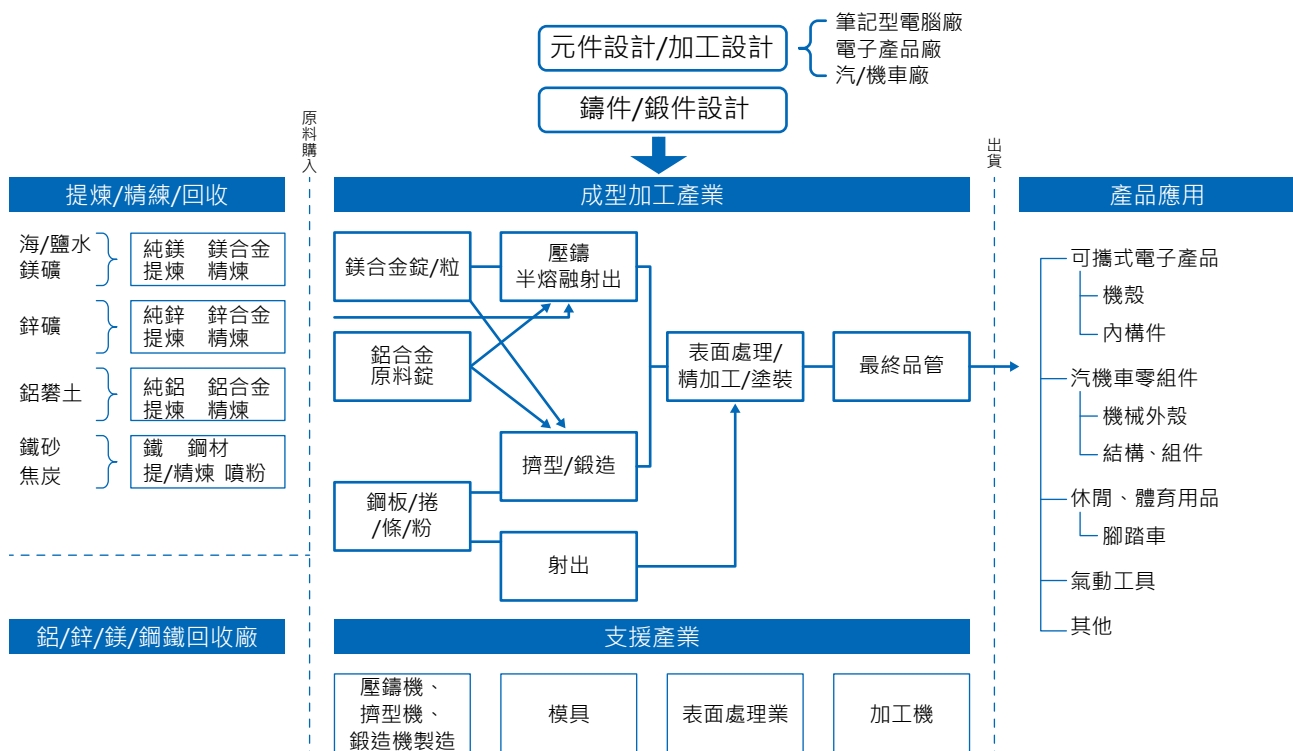 元件設計/加工設計
筆記型電腦廠
電子產品廠
汽/機車廠
鑄件/鍛件設計
原料購入
出貨
提煉/精練/回收
海/鹽水
鎂礦
純鎂 鎂合金
提煉 精煉
鋅礦
純鋅 鋅合金
提煉 精煉
鋁礬土
純鋁 鋁合金
提煉 精煉
鐵砂
焦炭
鐵 鋼材
提/精煉 噴粉
鋁/鋅/鎂/鋼鐵回收廠
成型加工產業
鎂合金錠/粒
壓鑄
半熔融射出
鋁合金
原料錠
表面處理/
精加工/塗裝
最終品管
擠型/鍛造
鋼板/捲
/條/粉
射出
支援產業
壓鑄機、
擠型機、
鍛造機製造
模具
表面處理業
加工機
產品應用
可攜式電子產品
機殼
內構件
汽機車零組件
機械外殼
結構、組件
休閒、體育用品
腳踏車
氣動工具
其他